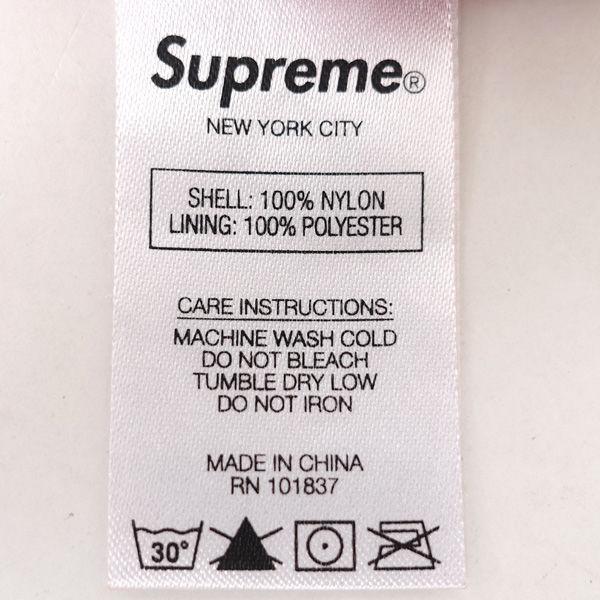 Supreme®
NEW YORK CITY
SHELL: 100% NYLON
LINING: 100% POLYESTER
CARE INSTRUCTIONS:
MACHINE WASH COLD
DO NOT BLEACH
TUMBLE DRY LOW
DO NOT IRON
MADE IN CHINA
RN 101837
30°